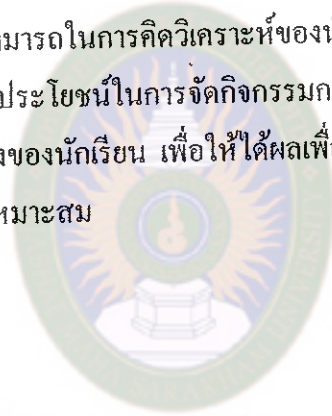 มารถในการคิดวิเคราะห์ของนั
ประโยชน์ในการจัดกิจกรรมก
งของนักเรียน เพื่อให้ได้ผลเพื่
หมาะสม